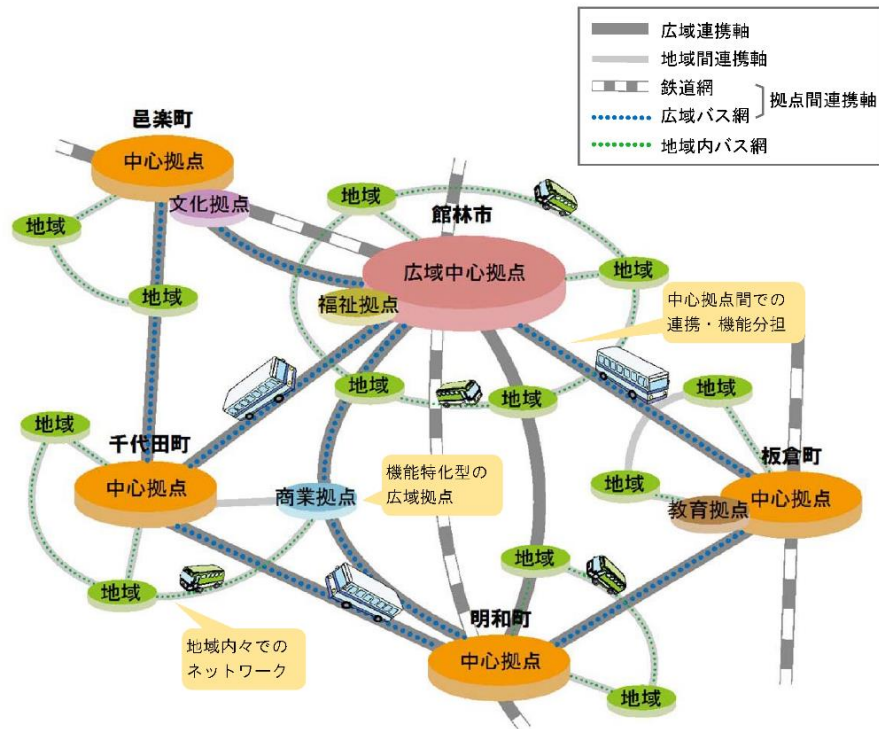 広域連携軸
地域間連携軸
鉄道網
広域バス網
拠点間連携軸
地域内バス網
邑楽町
中心拠点
文化拠点
地域
地域
地域
館林市
広域中心拠点
福祉拠点
地域
中心拠点間での
連携・機能分担
地域
地域
地域
千代田町
中心拠点
商業拠点
機能特化型の
広域拠点
地域
板倉町
中心拠点
教育拠点
地域
地域
地域
地域内々での
ネットワーク
地域
明和町
中心拠点
地域